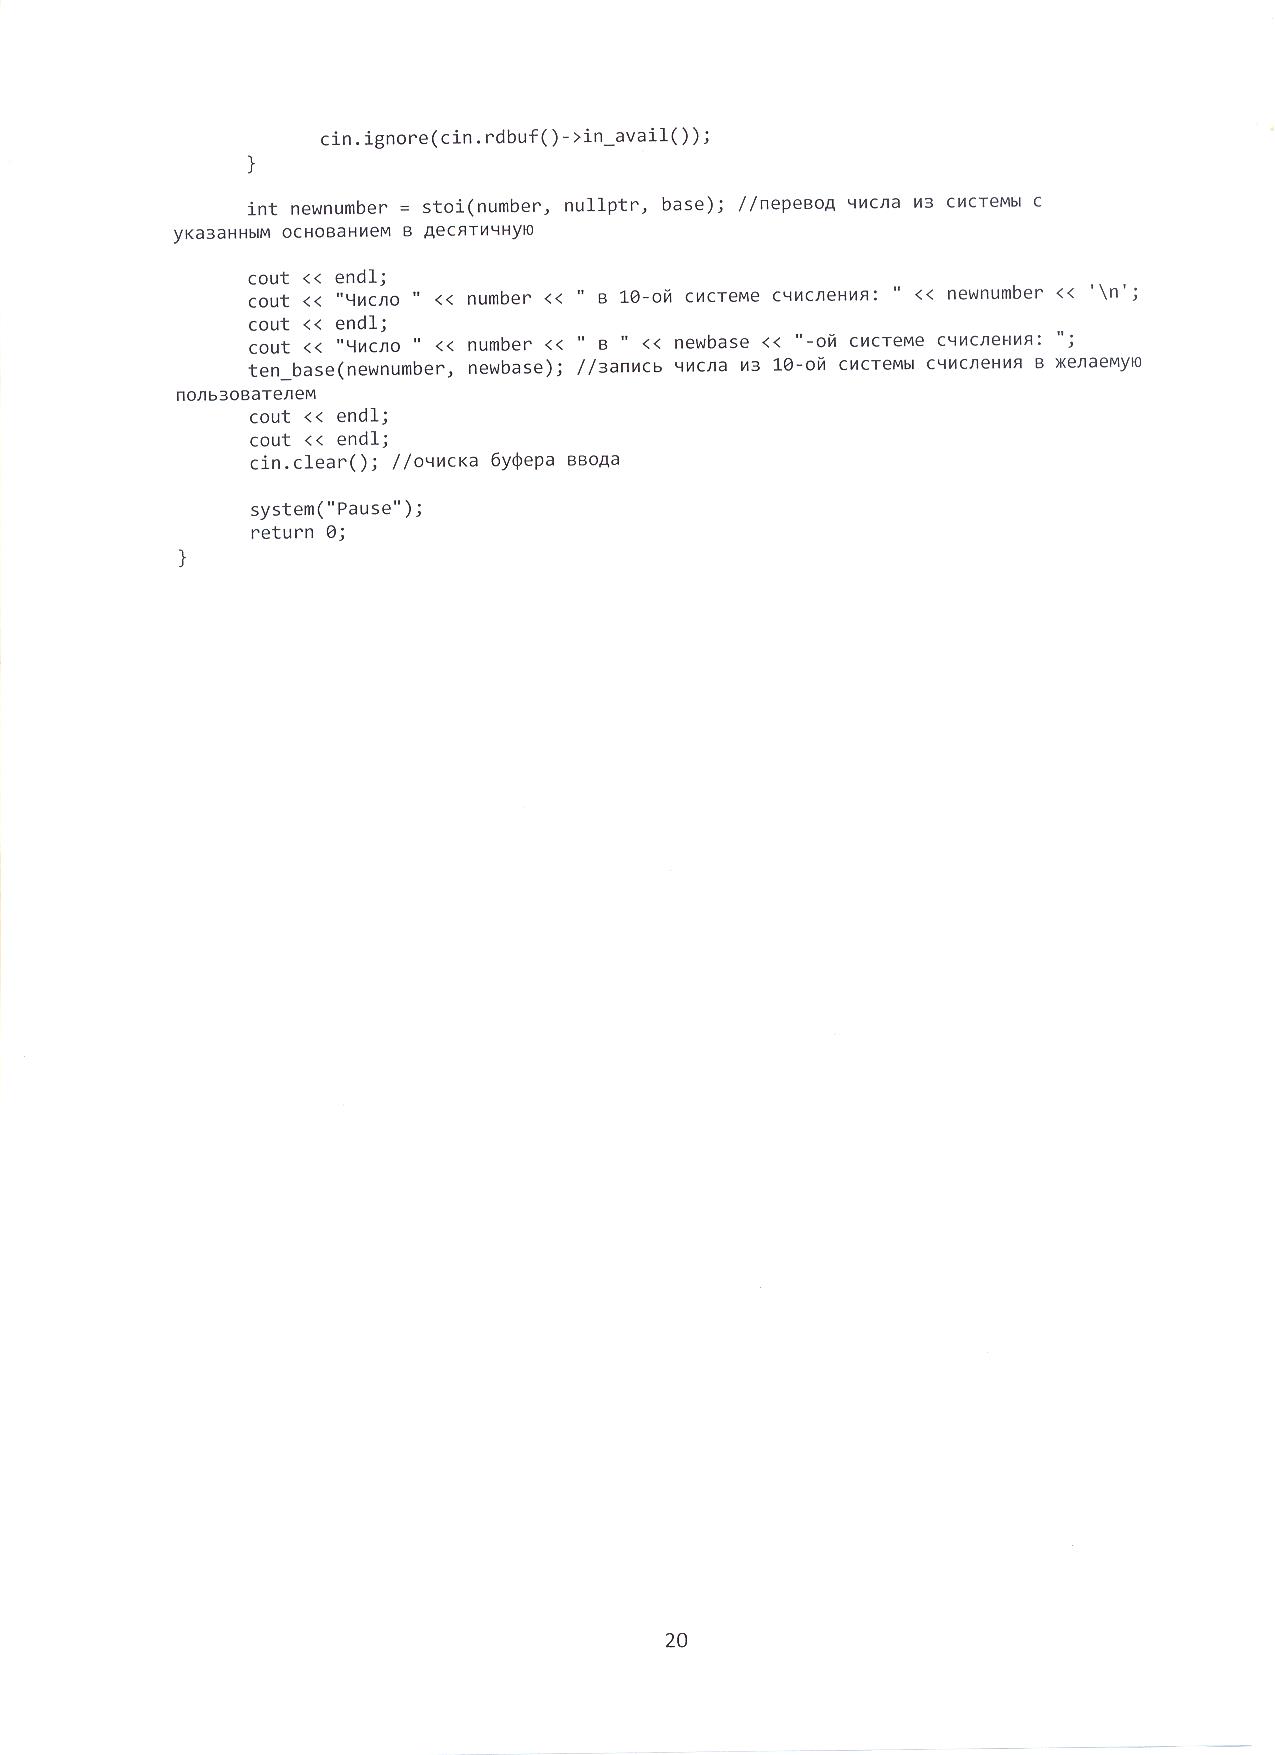 cin.ignore(cin.rdbuf()->in_avail());
}
int newnumber = stoi(number, nullptr, base); //перевод числа из системы с
указанным основанием в десятичную
cout << endl;
cout << "Число " << number << " в 10-ой системе счисления: " << newnumber << '\n';
cout << endl;
cout << "Число " << number << " в " << newbase << "-ой системе счисления: ";
ten_base(newnumber, newbase); //запись числа из 10-ой системы счисления в желаемую
пользователем
cout << endl;
cout << endl;
cin.clear(); //очиска буфера ввода
system("Pause");
return 0;
}
20